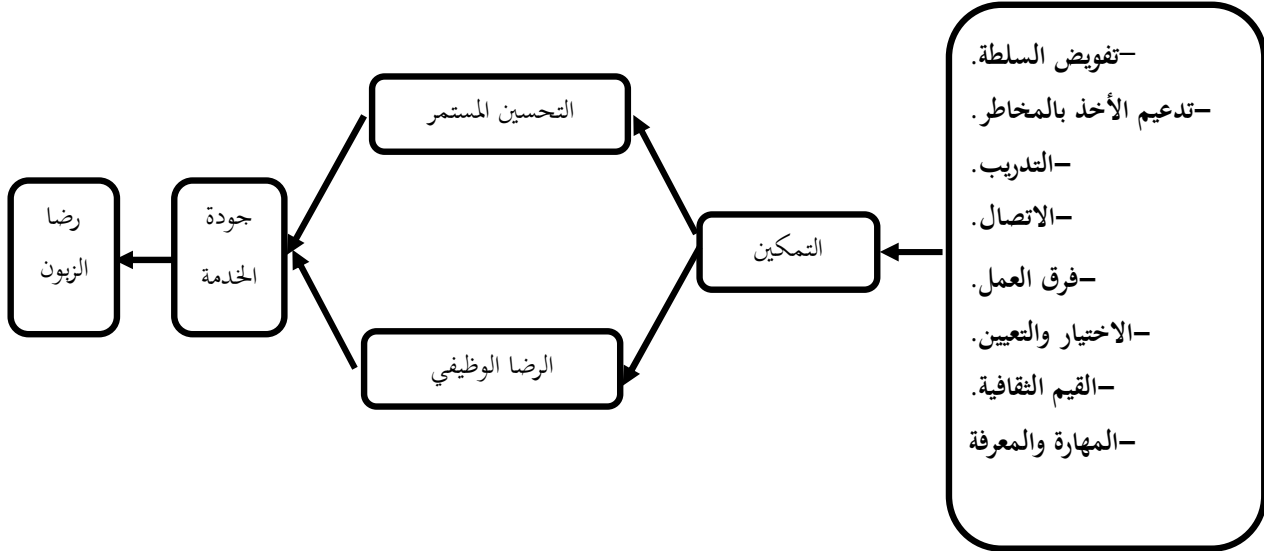 –تفويض السلطة.
–تدعيم الأخذ بالمخاطر.
–التدريب.
–الاتصال.
–فرق العمل.
–الاختيار والتعيين.
–القيم الثقافية.
–المهارة والمعرفة
التمكين
التحسين المستمر
الرضا الوظيفي
جودة
الخدمة
رضا
الزبون